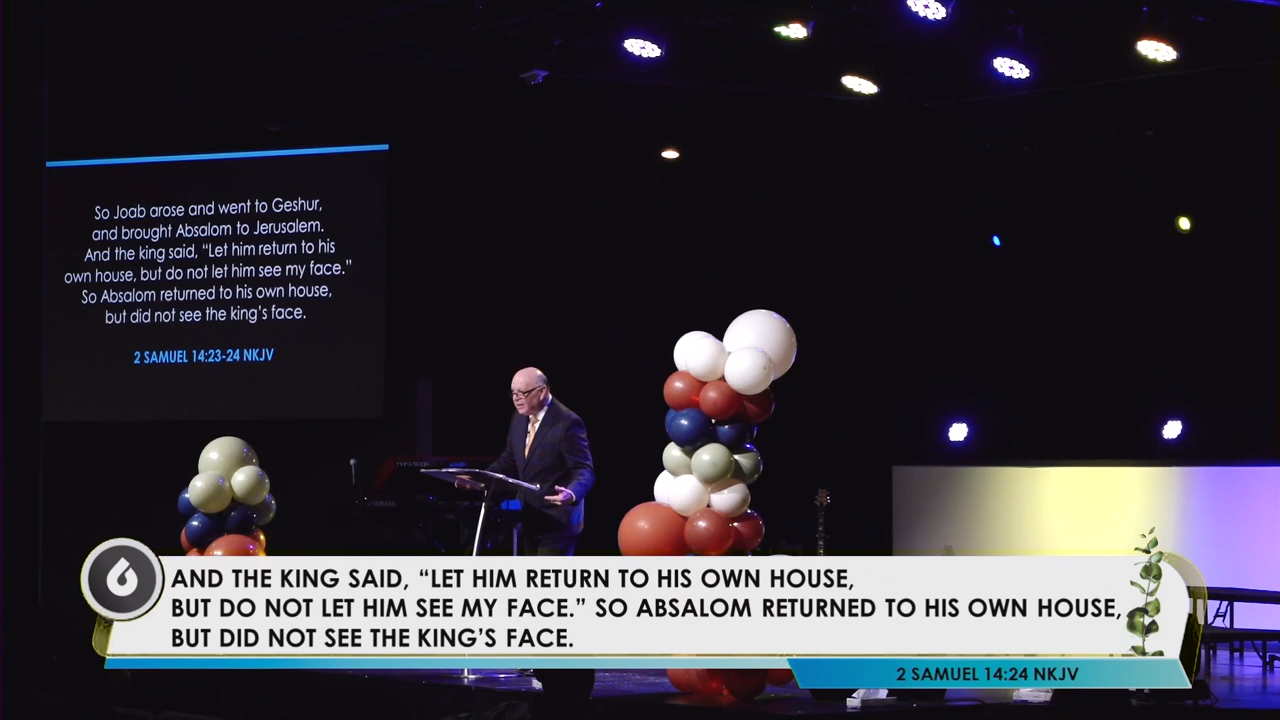 So Joab arose and went to Geshur,
and brought Absalom to Jerusalem.
And the king said, “Let him return to his
own house, but do not let him see my face.”
So Absalom returned to his own house,
but did not see the king’s face.
2 SAMUEL 14:23-24 NKJV
AND THE KING SAID, “LET HIM RETURN TO HIS OWN HOUSE,
BUT DO NOT LET HIM SEE MY FACE.” SO ABSALOM RETURNED TO HIS OWN HOUSE,
BUT DID NOT SEE THE KING’S FACE.
2 SAMUEL 14:24 NKJV